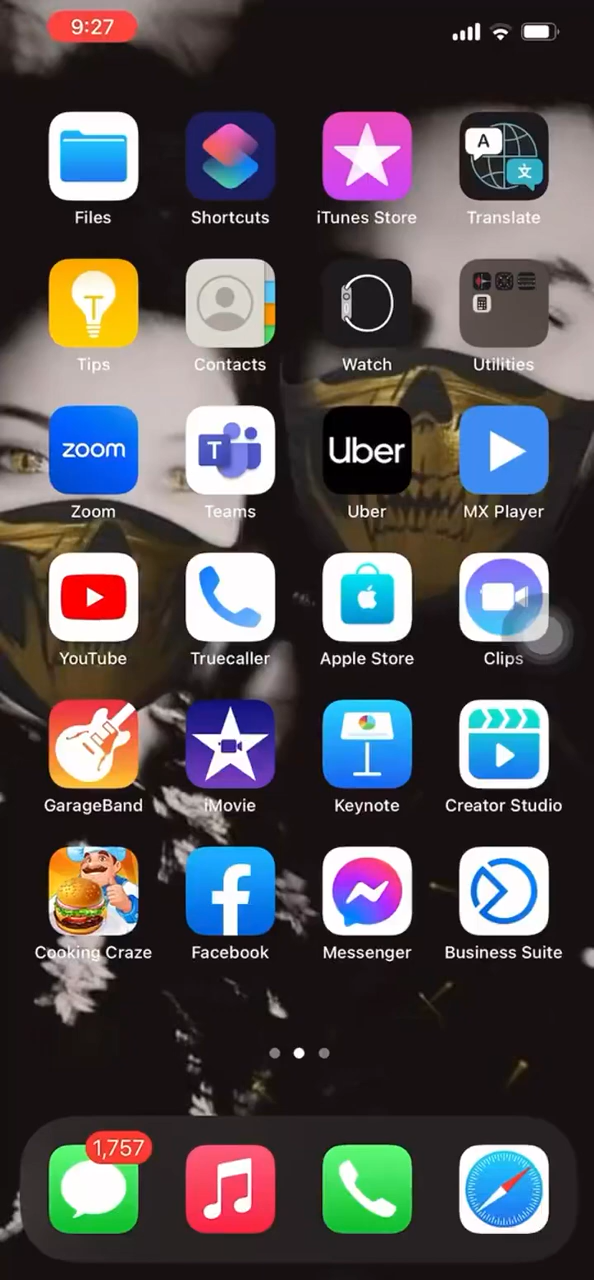 9:27
Files Shortcuts iTunes Store Translate
A 文
Tips Contacts Watch Utilities
zoom T Uber
Zoom Teams Uber MX Player
YouTube Truecaller Apple Store Clips
GarageBand iMovie Keynote Creator Studio
Cooking Craze Facebook Messenger Business Suite
1,757